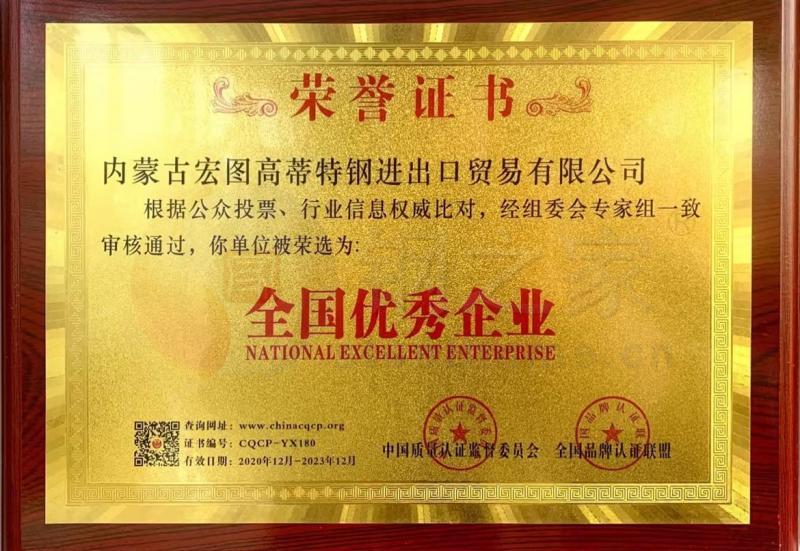 荣誉证书
内蒙古宏图高蒂特钢进出口贸易有限公司
根据公众投票、行业信息权威比对，经组委会专家组一致
审核通过，你单位被荣选为:
全国优秀企业
NATIONAL EXCELLENT ENTERPRISE
查询网址: www.chinacqcp.org
证书编号: CQCP-YX180
有效日期: 2020年12月-2023年12月
中国质量认证监督委员会 全国品牌认证联盟